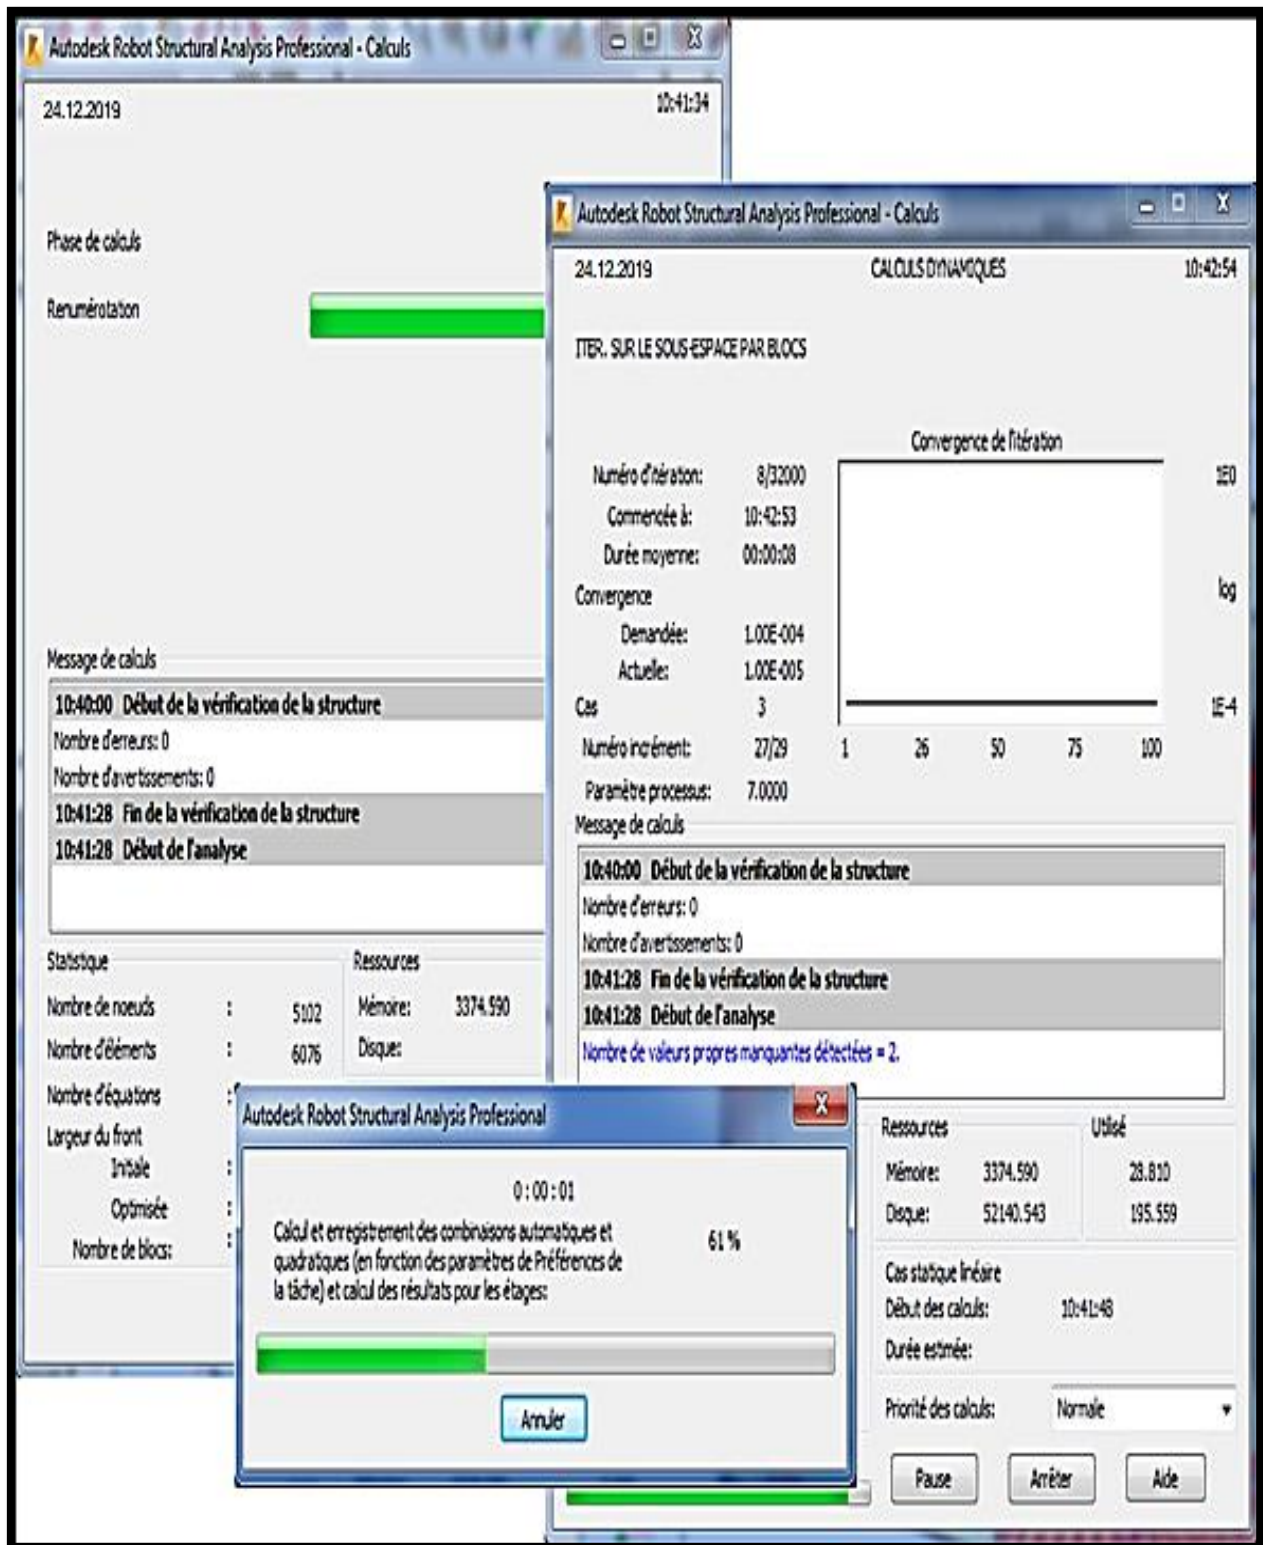 Autodesk Robot Structural Analysis Professional - Calculs
24.12.2019 10:41:34
Phase de calculs
Renumérotation
Message de calculs
10:40:00 Début de la vérification de la structure
Nombre d'erreurs: 0
Nombre d'avertissements: 0
10:41:28 Fin de la vérification de la structure
10:41:28 Début de l'analyse
Statistique
Nombre de noeuds : 5102
Nombre d'éléments : 6076
Nombre d'équations :
Largeur du front
Initiale :
Optimisée :
Nombre de blocs: :
Ressources
Mémoire: 3374.590
Disque:
Autodesk Robot Structural Analysis Professional - Calculs
24.12.2019 CALCULS DYNAMIQUES 10:42:54
ITER. SUR LE SOUS-ESPACE PAR BLOCS
Convergence de l'itération
Numéro d'itération: 8/32000
Commencée à: 10:42:53
Durée moyenne: 00:00:08
Convergence
Demandée: 1.00E-004
Actuelle: 1.00E-005
Cas 3
Numéro incrément: 27/29
Paramètre processus: 7.0000
1E0
log
1E-4
1 26 50 75 100
Message de calculs
10:40:00 Début de la vérification de la structure
Nombre d'erreurs: 0
Nombre d'avertissements: 0
10:41:28 Fin de la vérification de la structure
10:41:28 Début de l'analyse
Nombre de valeurs propres manquantes détectées = 2.
Ressources Utilisé
Mémoire: 3374.590 28.810
Disque: 52140.543 195.559
Cas statique linéaire
Début des calculs: 10:41:48
Durée estimée:
Priorité des calculs: Normale
Pause Arrêter Aide
Autodesk Robot Structural Analysis Professional
0:00:01
Calcul et enregistrement des combinaisons automatiques et
quadratiques (en fonction des paramètres de Préférences de
la tâche) et calcul des résultats pour les étages:
61 %
Annuler